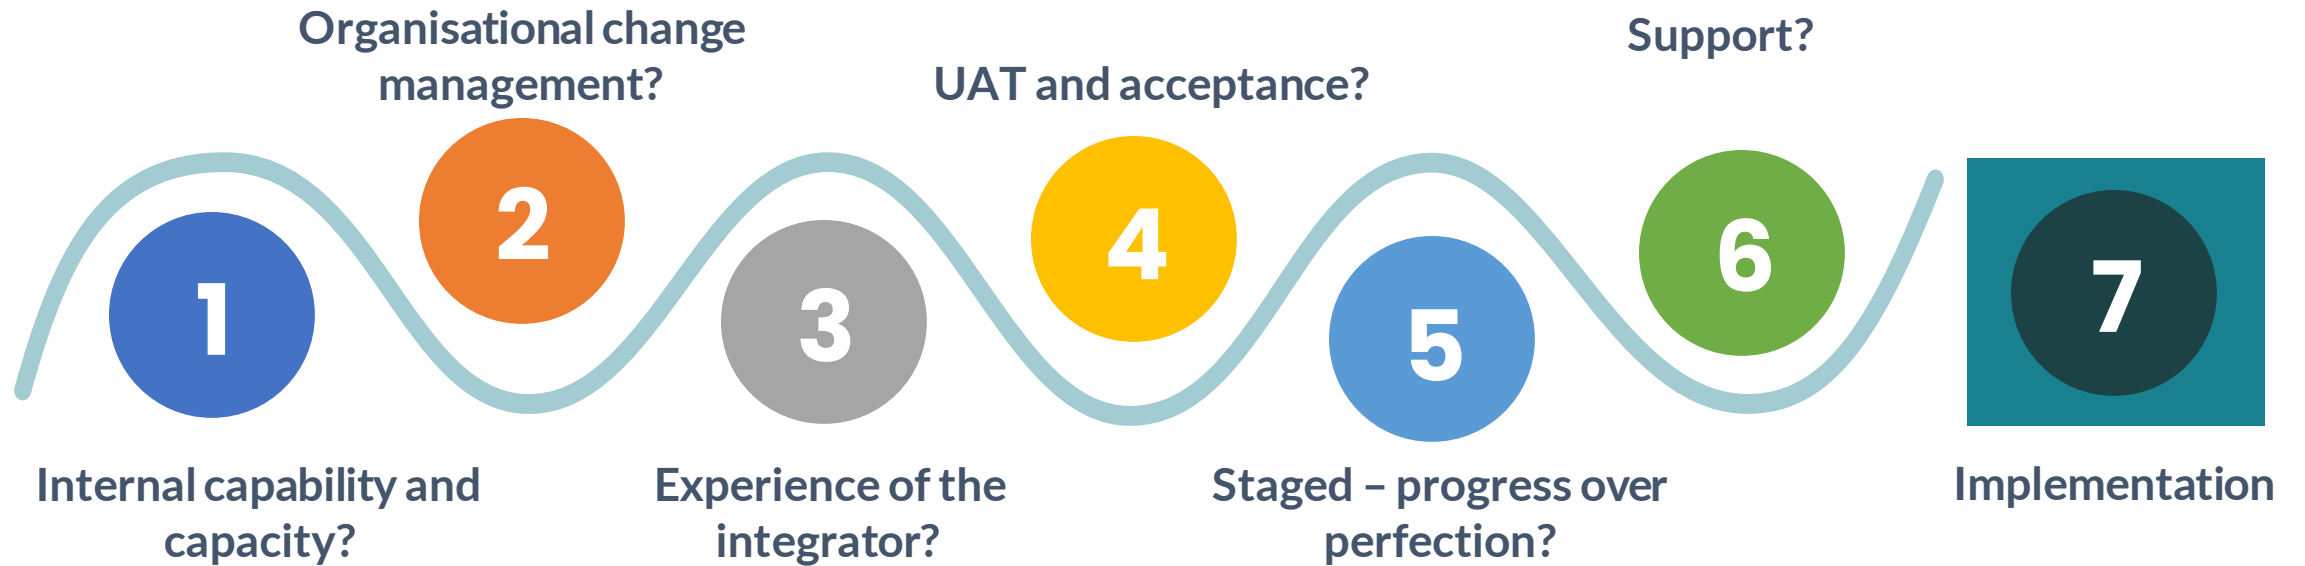 Organisational change
management?
UAT and acceptance?
Support?
1
2
3
4
5
6
7
Internal capability and
capacity?
Experience of the
integrator?
Staged – progress over
perfection?
Implementation